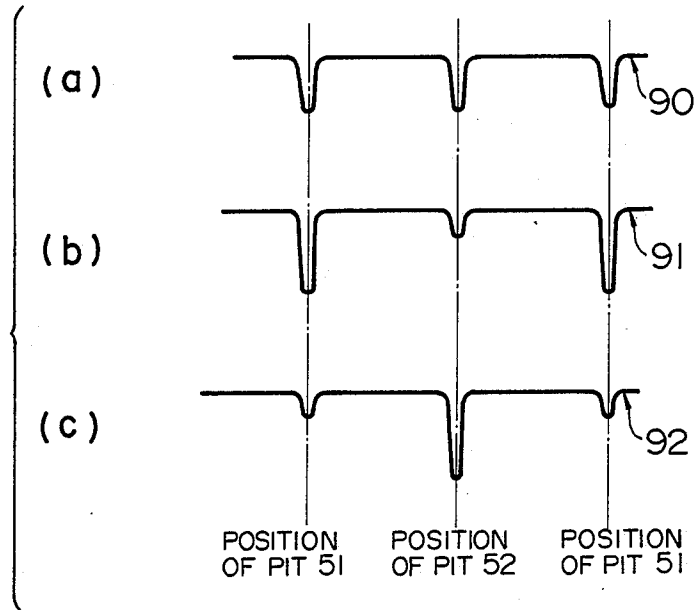 (a)
90
(b)
91
(c)
92
POSITION OF PIT 51
POSITION OF PIT 52
POSITION OF PIT 51